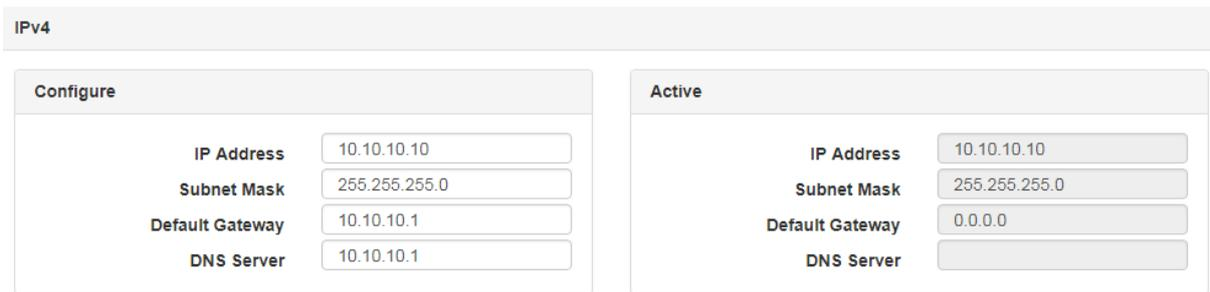 IPv4
Configure
IP Address 10.10.10.10
Subnet Mask 255.255.255.0
Default Gateway 10.10.10.1
DNS Server 10.10.10.1
Active
IP Address 10.10.10.10
Subnet Mask 255.255.255.0
Default Gateway 0.0.0.0
DNS Server